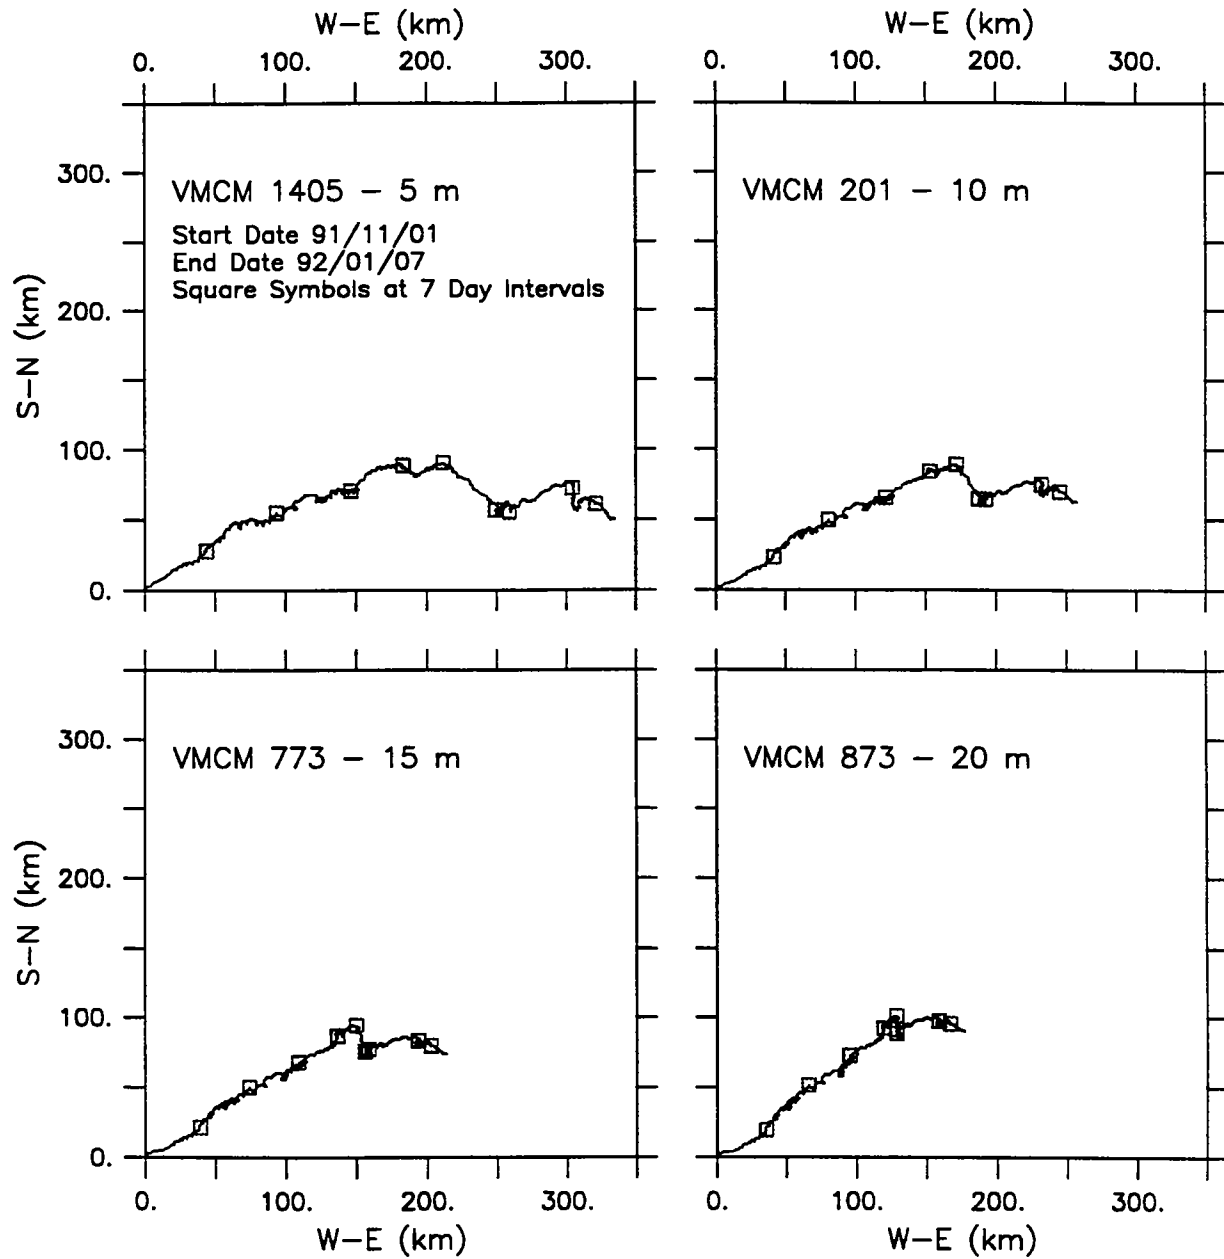 W–E (km) W–E (km)
0. 100. 200. 300. 0. 100. 200. 300.
300.
VMCM 1405 – 5 m VMCM 201 – 10 m
Start Date 91/11/01
End Date 92/01/07
Square Symbols at 7 Day Intervals
200.
S–N (km)
100.
0.
300.
VMCM 773 – 15 m VMCM 873 – 20 m
200.
S–N (km)
100.
0.
0. 100. 200. 300. 0. 100. 200. 300.
W–E (km) W–E (km)